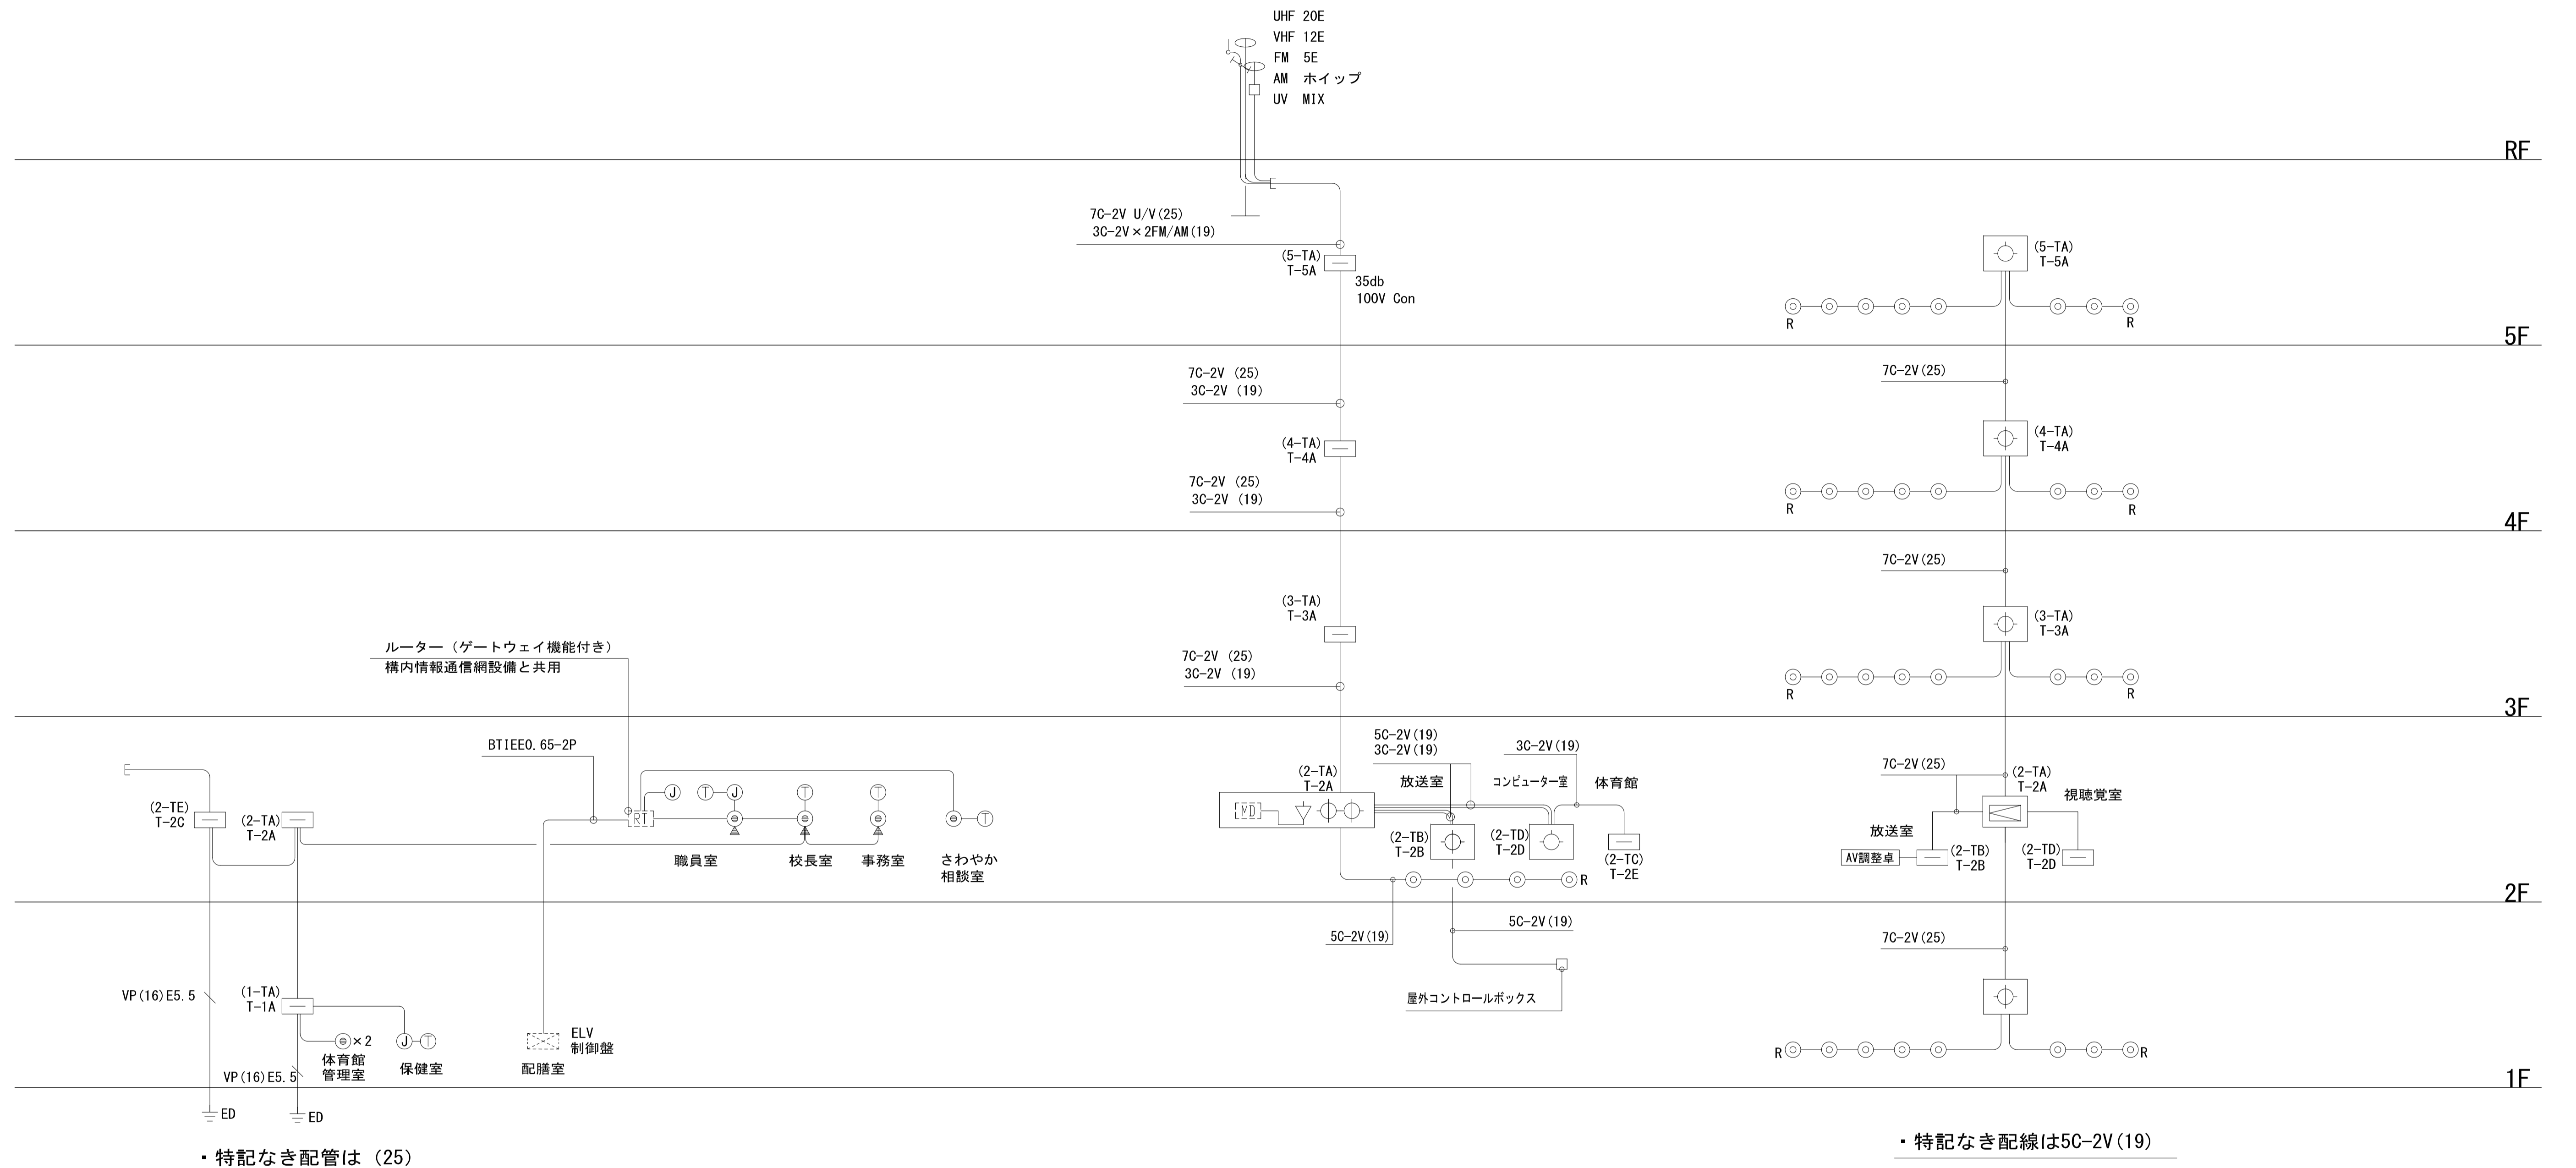 UHF 20E
VHF 12E
FM 5E
AM ホイップ
UV MIX
RF
7C-2V U/V(25)
3C-2V×2FM/AM(19)
(5-TA)
T-5A
35db
100V Con
(5-TA)
T-5A
R
R
5F
7C-2V (25)
3C-2V (19)
7C-2V(25)
(4-TA)
T-4A
(4-TA)
T-4A
7C-2V (25)
3C-2V (19)
R
R
4F
7C-2V(25)
(3-TA)
T-3A
(3-TA)
T-3A
ルーター（ゲートウェイ機能付き）
構内情報通信網設備と共用
7C-2V (25)
3C-2V (19)
R
R
3F
BTIEE0.65-2P
5C-2V(19)
3C-2V(19)
3C-2V(19)
(2-TA)
T-2A
放送室
コンピューター室
体育館
7C-2V(25)
(2-TA)
T-2A
視聴覚室
(2-TE)
T-2C
(2-TA)
T-2A
RT
J
T
J
T
T
T
MD
(2-TB)
T-2B
(2-TD)
T-2D
(2-TC)
T-2E
放送室
AV調整卓
(2-TB)
T-2B
(2-TD)
T-2D
職員室
校長室
事務室
さわやか
相談室
R
2F
5C-2V(19)
5C-2V(19)
7C-2V(25)
VP(16)E5.5
(1-TA)
T-1A
屋外コントロールボックス
×2
J
T
体育館
管理室
保健室
ELV
制御盤
配膳室
VP(16)E5.5
R
R
1F
ED
ED
・特記なき配管は（25）
・特記なき配線は5C-2V(19)